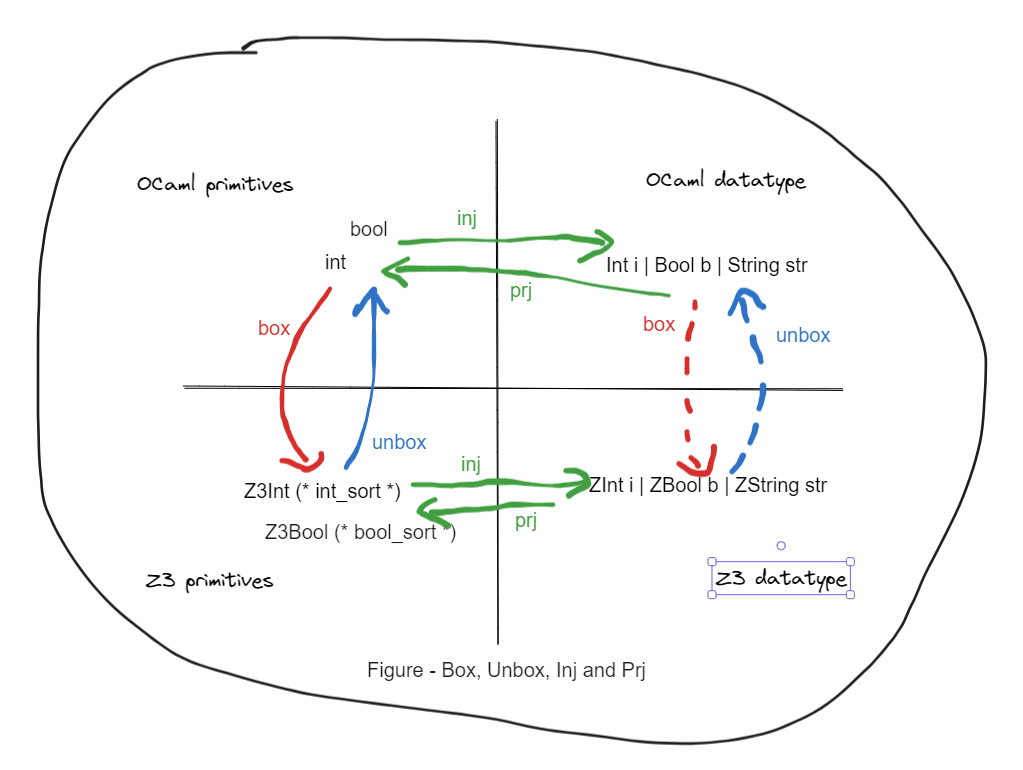 OCaml primitives
OCaml datatype
bool
inj
int
Int i | Bool b | String str
prj
box
box
unbox
unbox
inj
Z3Int (* int_sort *)
ZInt i | ZBool b | ZString str
prj
Z3Bool (* bool_sort *)
Z3 primitives
Z3 datatype
Figure - Box, Unbox, Inj and Prj